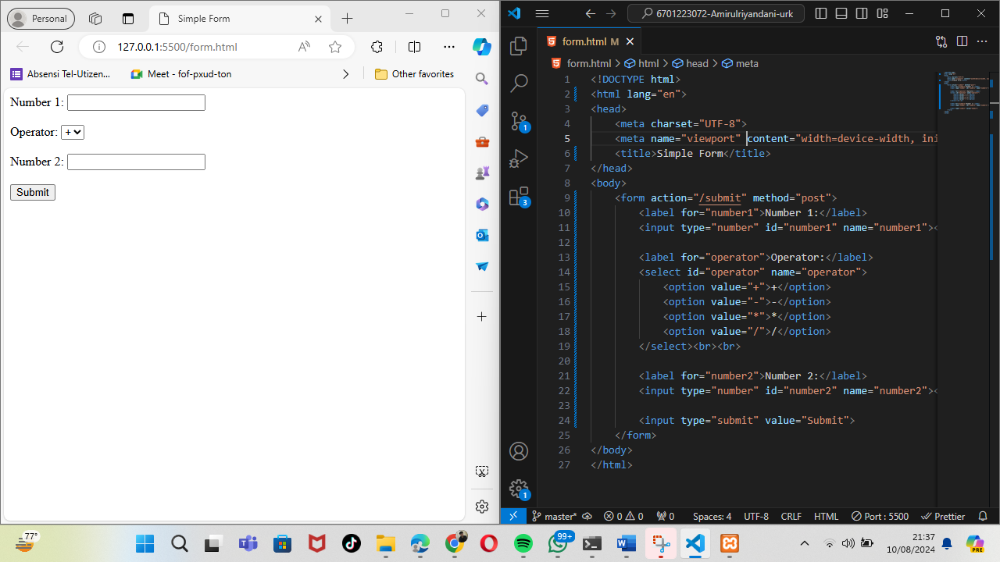 Personal
Simple Form
127.0.0.1:5500/form.html
Absensi Tel-Utizen...
Meet - fof-pxud-ton
Other favorites
Number 1:
Operator: +
Number 2:
Submit
6701223072-Amirulriyandani-urk
form.html M
form.html > html > head > meta
1 <!DOCTYPE html>
2 <html lang="en">
3 <head>
4 <meta charset="UTF-8">
5 <meta name="viewport" content="width=device-width, ini
6 <title>Simple Form</title>
7 </head>
8 <body>
9 <form action="/submit" method="post">
10 <label for="number1">Number 1:</label>
11 <input type="number" id="number1" name="number1"><
12
13 <label for="operator">Operator:</label>
14 <select id="operator" name="operator">
15 <option value="+">+</option>
16 <option value="-">-</option>
17 <option value="*">*</option>
18 <option value="/">/</option>
19 </select><br><br>
20
21 <label for="number2">Number 2:</label>
22 <input type="number" id="number2" name="number2"><
23
24 <input type="submit" value="Submit">
25 </form>
26 </body>
27 </html>
1
3
1
master* 0 0 0 Spaces: 4 UTF-8 CRLF HTML Port : 5500 Prettier
77°
99+
21:37
10/08/2024
PRE